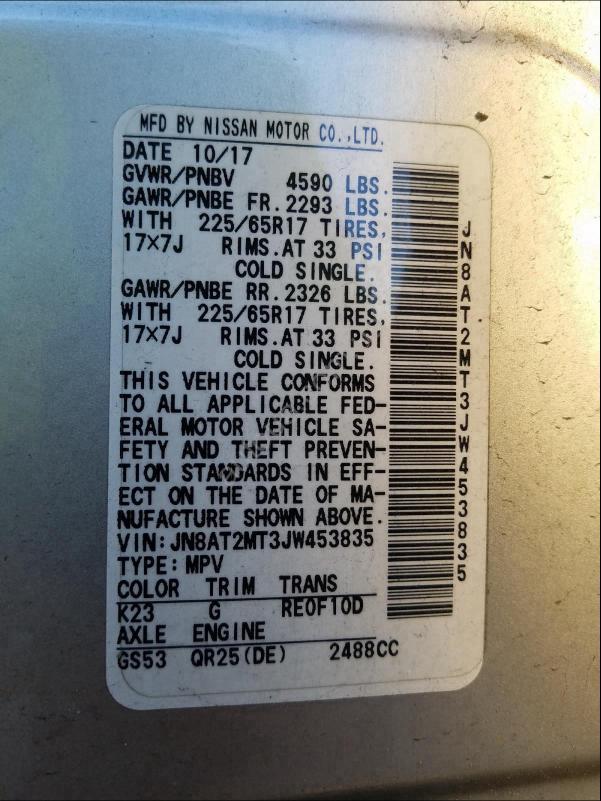 MFD BY NISSAN MOTOR CO.,LTD.
DATE 10/17
GVWR/PNBV 4590 LBS.
GAWR/PNBE FR.2293 LBS.
WITH 225/65R17 TIRES,
17×7J RIMS.AT 33 PSI
COLD SINGLE.
GAWR/PNBE RR.2326 LBS.
WITH 225/65R17 TIRES,
17×7J RIMS.AT 33 PSI
COLD SINGLE.
THIS VEHICLE CONFORMS
TO ALL APPLICABLE FED-
ERAL MOTOR VEHICLE SA-
FETY AND THEFT PREVEN-
TION STANDARDS IN EFF-
ECT ON THE DATE OF MA-
NUFACTURE SHOWN ABOVE.
VIN:JN8AT2MT3JW453835
TYPE:MPV
COLOR TRIM TRANS
K23 G RE0F10D
AXLE ENGINE
GS53 QR25(DE) 2488CC
JN8AT2MT3JW453835